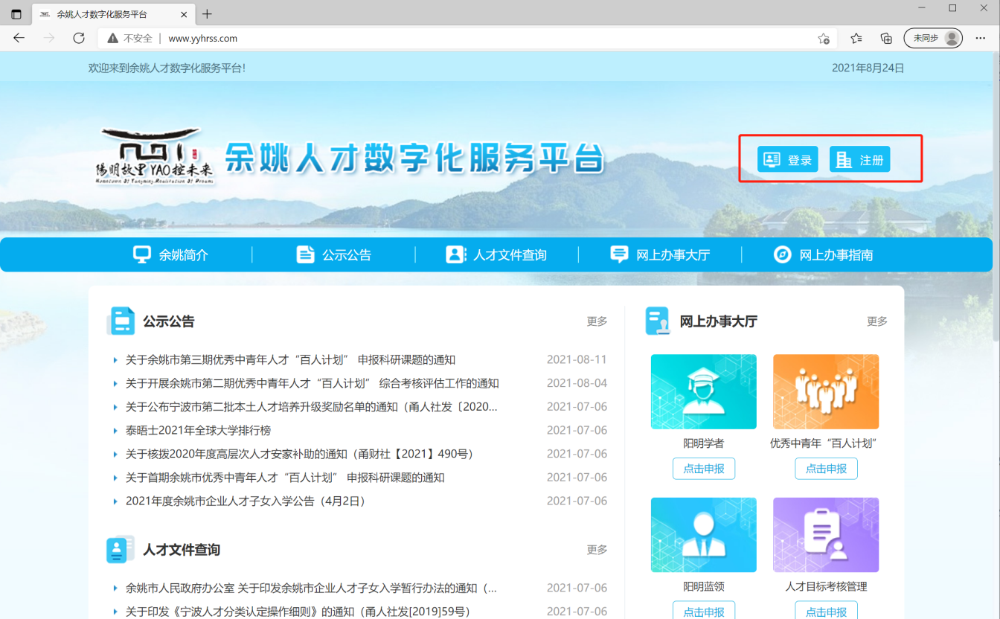 余姚人才数字化服务平台
不安全 | www.yyhrss.com
未同步
欢迎来到余姚人才数字化服务平台!
2021年8月24日
陽明故里YAO控未来
Hometown Of Yangming,Realization Of Dreams
余姚人才数字化服务平台
登录
注册
余姚简介
公示公告
人才文件查询
网上办事大厅
网上办事指南
公示公告
更多
关于余姚市第三期优秀中青年人才“百人计划” 申报科研课题的通知 2021-08-11
关于开展余姚市第二期优秀中青年人才“百人计划” 综合考核评估工作的通知 2021-08-04
关于公布宁波市第二批本土人才培养升级奖励名单的通知（甬人社发〔2020... 2021-07-06
泰晤士2021年全球大学排行榜 2021-07-06
关于核拨2020年度高层次人才安家补助的通知（甬财社【2021】490号） 2021-07-06
关于首期余姚市优秀中青年人才“百人计划” 申报科研课题的通知 2021-07-06
2021年度余姚市企业人才子女入学公告（4月2日） 2021-07-06
人才文件查询
更多
余姚市人民政府办公室 关于印发余姚市企业人才子女入学暂行办法的通知（... 2021-07-06
关于印发《宁波人才分类认定操作细则》的通知（甬人社发[2019]59号） 2021-07-06
网上办事大厅
更多
阳明学者
优秀中青年“百人计划”
点击申报
点击申报
阳明蓝领
人才目标考核管理
点击申报
点击申报